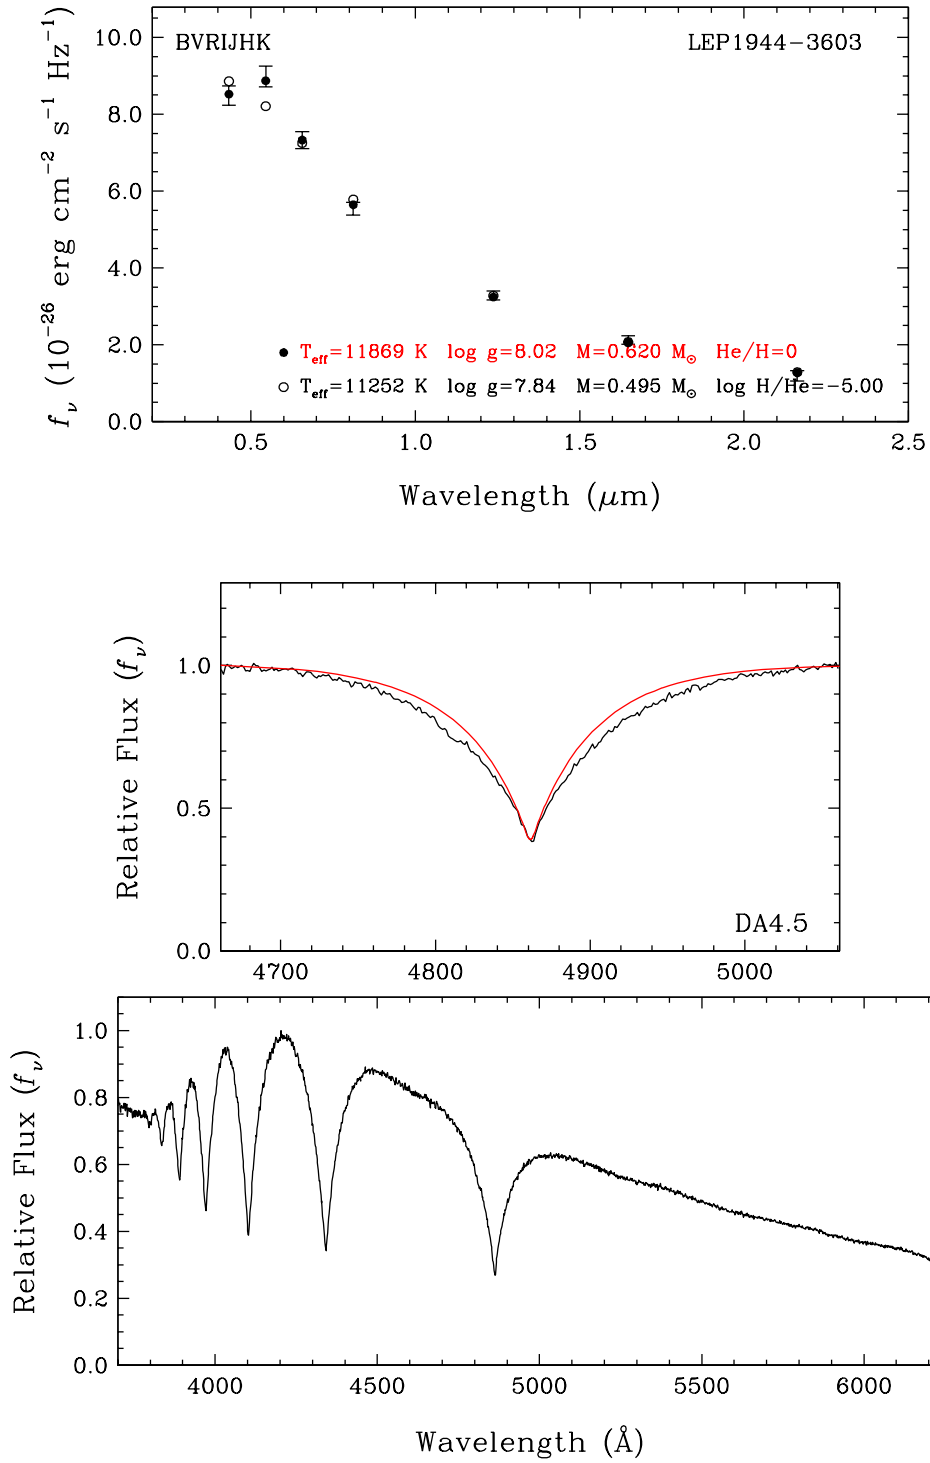 BVRIJHK LEP1944−3603
f_ν (10^−26 erg cm^−2 s^−1 Hz^−1)
10.0
8.0
6.0
4.0
2.0
0.0
T_eff=11869 K log g=8.02 M=0.620 M_⊙ He/H=0
T_eff=11252 K log g=7.84 M=0.495 M_⊙ log H/He=−5.00
0.5 1.0 1.5 2.0 2.5
Wavelength (μm)
Relative Flux (f_ν)
1.0
0.5
0.0
DA4.5
4700 4800 4900 5000
Relative Flux (f_ν)
1.0
0.8
0.6
0.4
0.2
0.0
4000 4500 5000 5500 6000
Wavelength (Å)